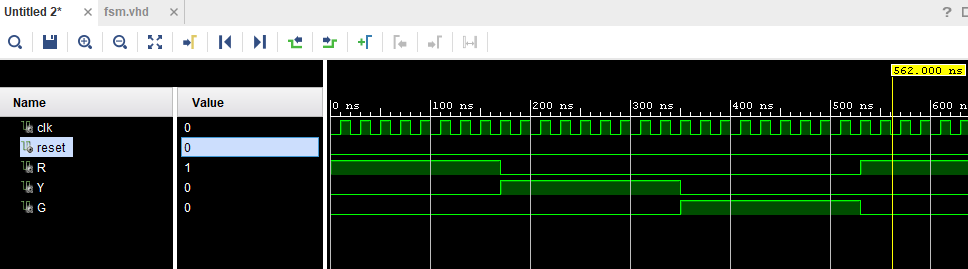 Untitled 2* × fsm.vhd ×
?
562.000 ns
Name Value
0 ns 100 ns 200 ns 300 ns 400 ns 500 ns 600
clk 0
reset 0
R 1
Y 0
G 0